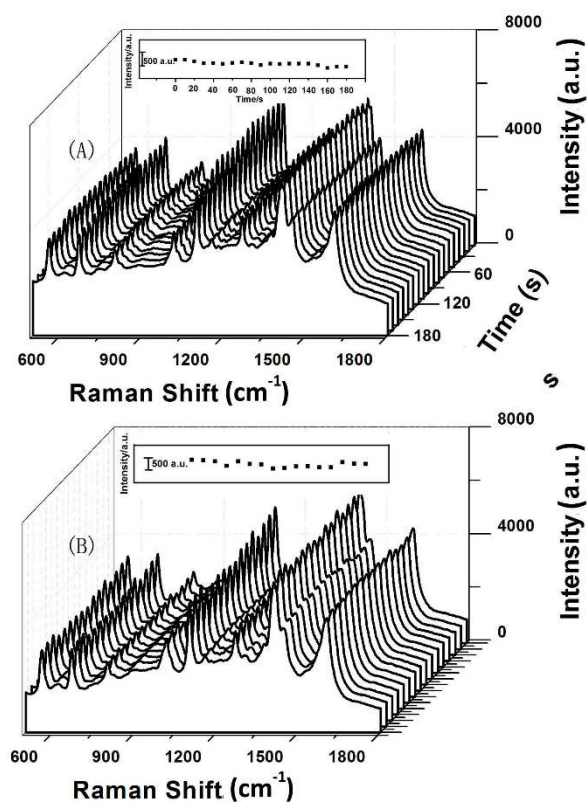 8000
Intensity/a.u.
500 a.u.
0 20 40 60 80 100 120 140 160 180
Time/s
(A)
4000
Intensity (a.u.)
0
60
120
180
Time (s)
600 900 1200 1500 1800
Raman Shift (cm⁻¹)
s
8000
Intensity/a.u.
500 a.u.
(B)
4000
Intensity (a.u.)
0
600 900 1200 1500 1800
Raman Shift (cm⁻¹)